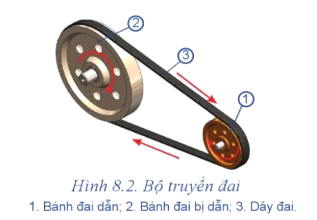 2
3
1
Hình 8.2. Bộ truyền đai
1. Bánh đai dẫn; 2. Bánh đai bị dẫn; 3. Dây đai.